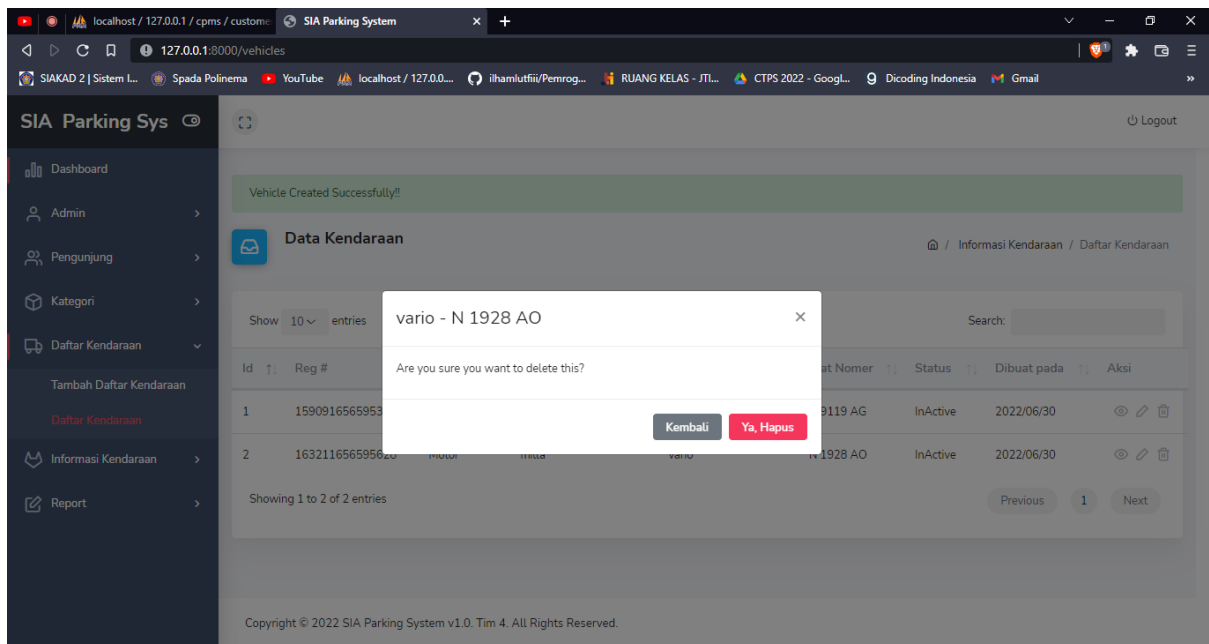 localhost / 127.0.0.1 / cpms / custome
SIA Parking System
127.0.0.1:8000/vehicles
SIAKAD 2 | Sistem I...
Spada Polinema
YouTube
localhost / 127.0.0....
ilhamlutfiii/Pemrog...
RUANG KELAS - JTI...
CTPS 2022 - Googl...
Dicoding Indonesia
Gmail
SIA Parking Sys
Logout
Dashboard
Admin
Pengunjung
Kategori
Daftar Kendaraan
Tambah Daftar Kendaraan
Daftar Kendaraan
Informasi Kendaraan
Report
Vehicle Created Successfully!!
Data Kendaraan
/ Informasi Kendaraan / Daftar Kendaraan
Show 10 entries
Search:
Id Reg # at Nomer Status Dibuat pada Aksi
1 1590916565953 9119 AG InActive 2022/06/30
2 163211656595620 Motor mitta vario N 1928 AO InActive 2022/06/30
Showing 1 to 2 of 2 entries
Previous 1 Next
vario - N 1928 AO
Are you sure you want to delete this?
Kembali Ya, Hapus
Copyright © 2022 SIA Parking System v1.0. Tim 4. All Rights Reserved.